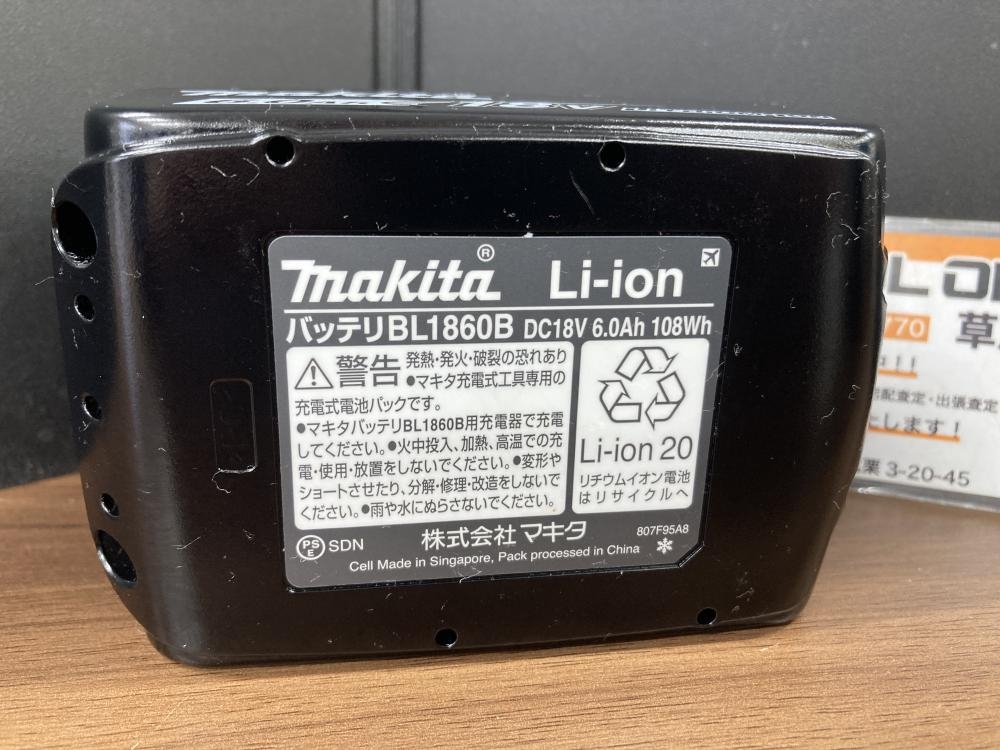 makita® Li-ion
バッテリBL1860B DC18V 6.0Ah 108Wh
警告 発熱・発火・破裂の恐れあり
●マキタ充電式工具専用の
充電式電池パックです。
●マキタバッテリBL1860B用充電器で充電
してください。●火中投入、加熱、高温での充
電・使用・放置をしないでください。●変形や
ショートさせたり、分解・修理・改造をしないで
ください。●雨や水にぬらさないでください。
Li-ion 20
リチウムイオン電池
はリサイクルへ
PS
E
SDN
株式会社マキタ
807F95A8
Cell Made in Singapore, Pack processed in China
770
草
!!!
宅配査定・出張査定
たします!
3-20-45